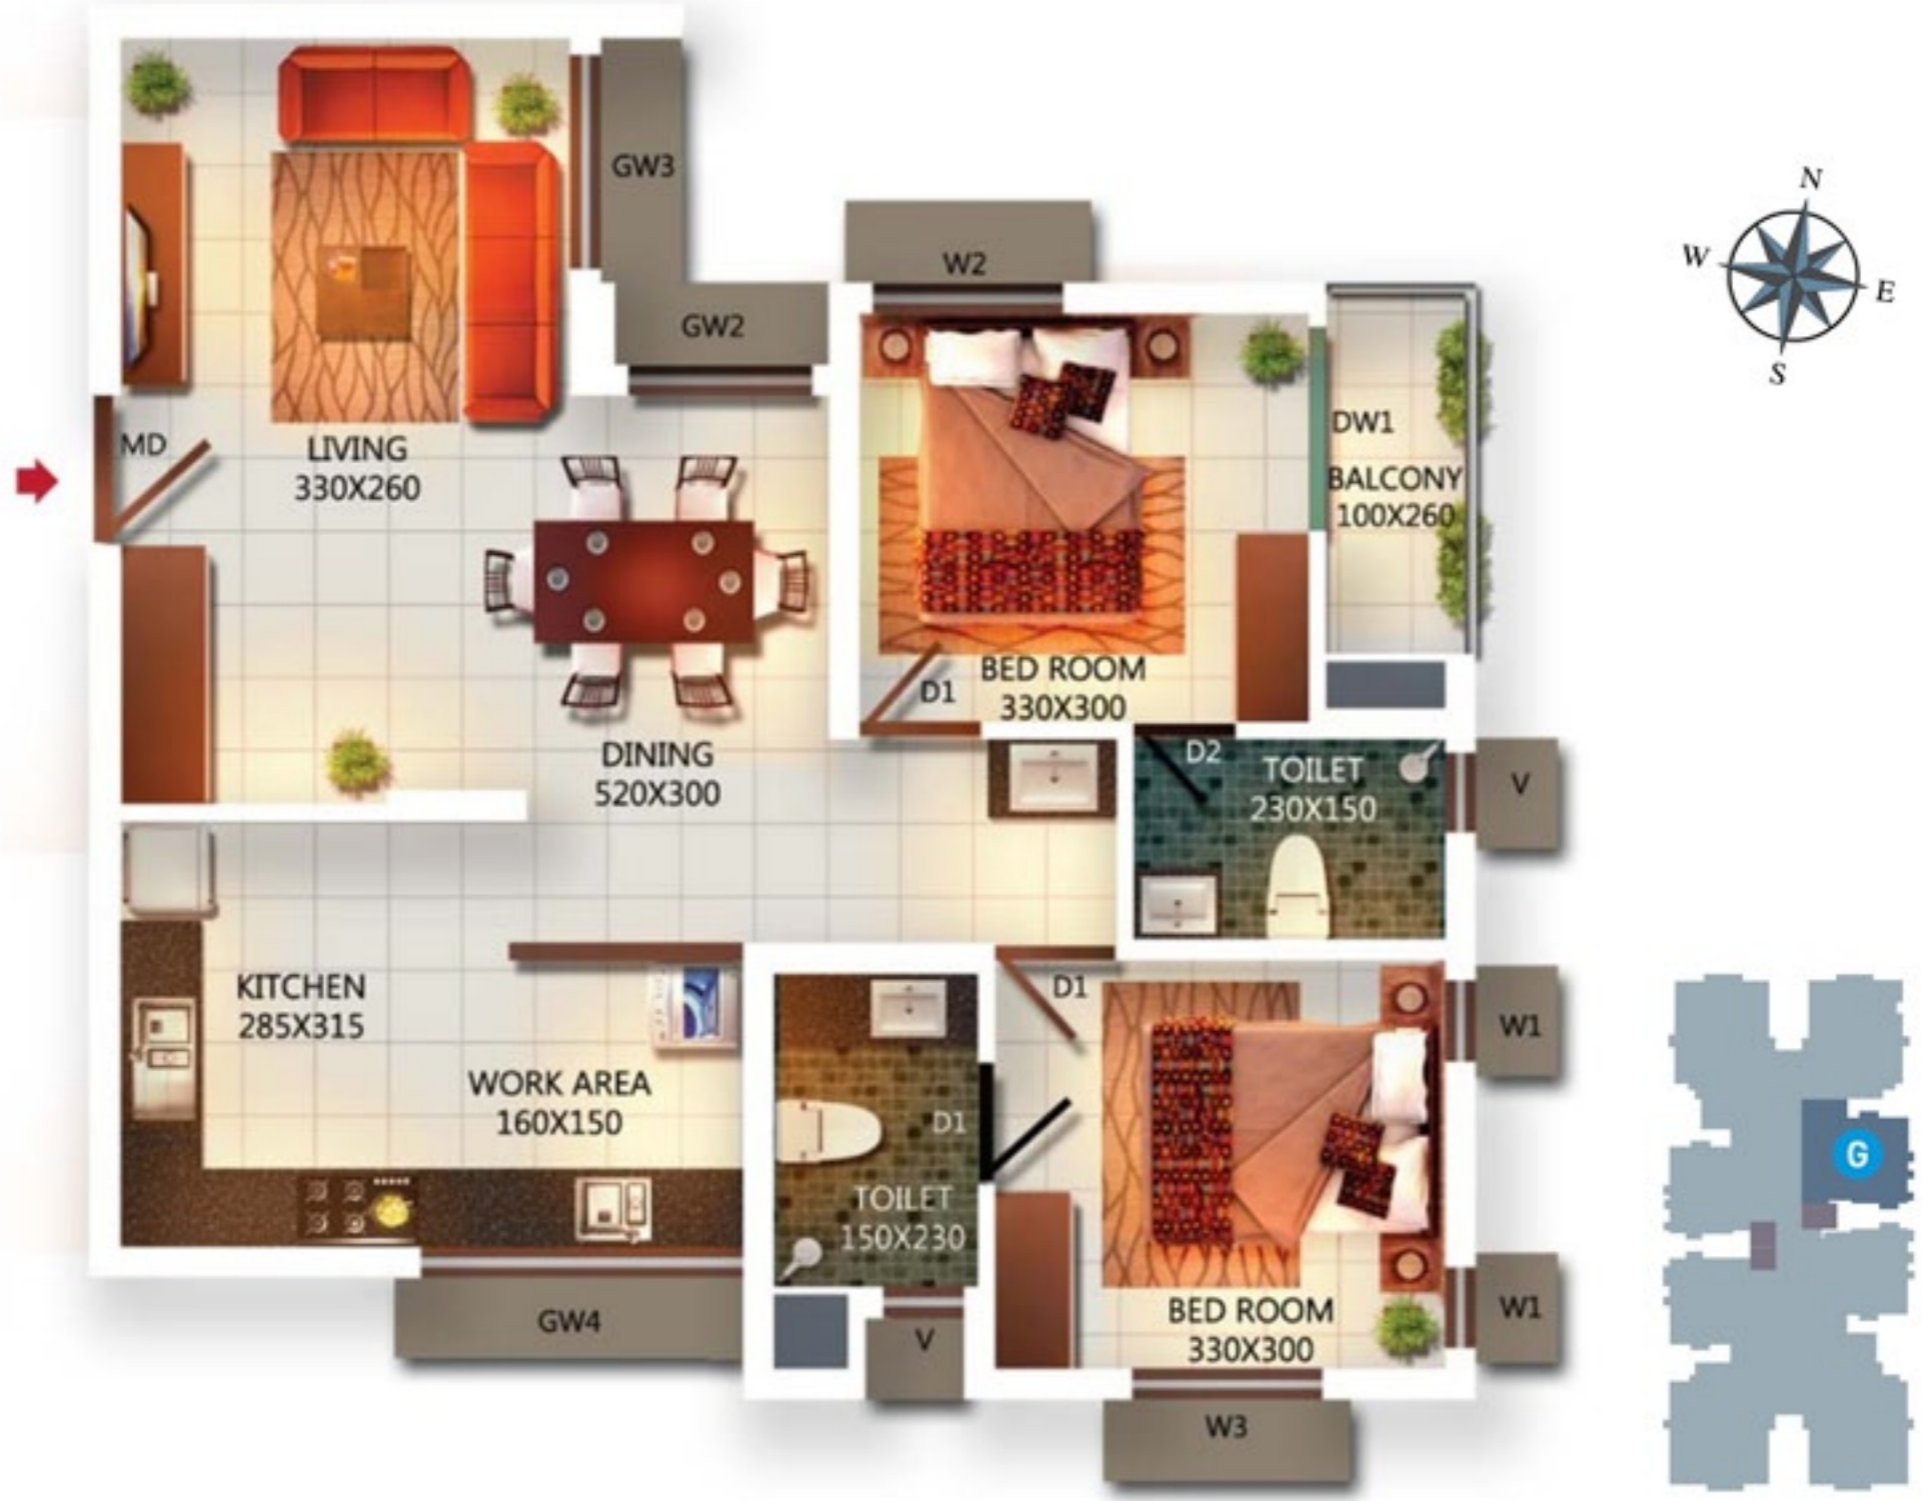 GW3
N
W
E
S
W2
GW2
MD
LIVING
330X260
DW1
BALCONY
100X260
BED ROOM
330X300
D1
DINING
520X300
D2
TOILET
230X150
V
KITCHEN
285X315
D1
W1
WORK AREA
160X150
D1
G
TOILET
150X230
BED ROOM
330X300
W1
GW4
V
W3